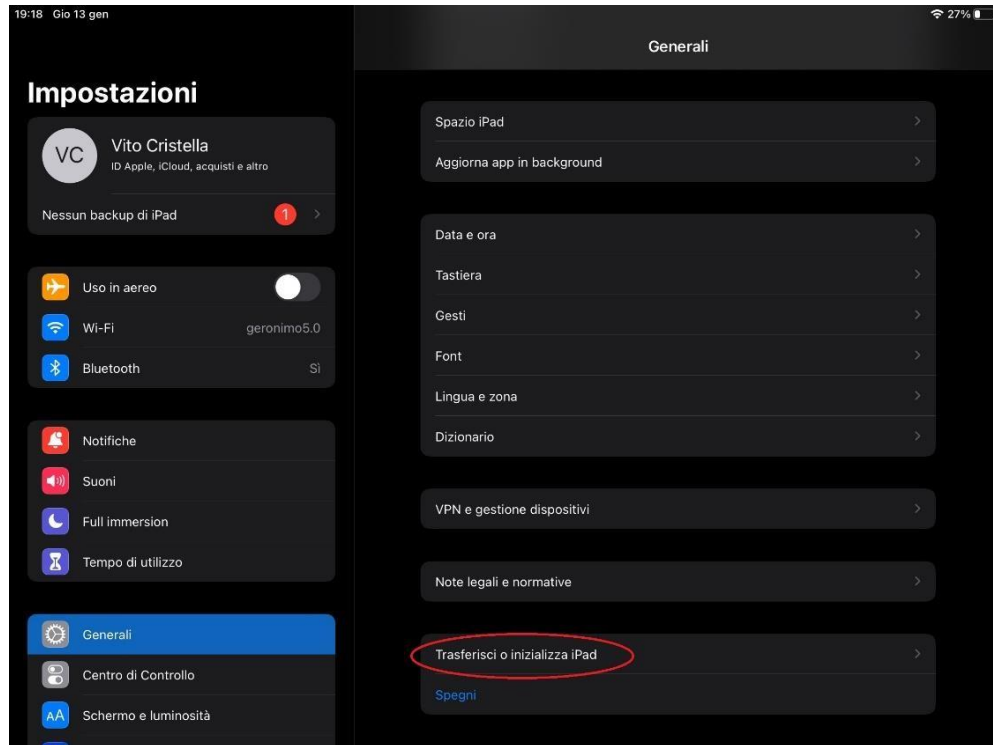 19:18 Gio 13 gen
27%
Impostazioni
VC
Vito Cristella
ID Apple, iCloud, acquisti e altro
Nessun backup di iPad
1
Uso in aereo
Wi-Fi
geronimo5.0
Bluetooth
Sì
Notifiche
Suoni
Full immersion
Tempo di utilizzo
Generali
Centro di Controllo
AA
Schermo e luminosità
Generali
Spazio iPad
Aggiorna app in background
Data e ora
Tastiera
Gesti
Font
Lingua e zona
Dizionario
VPN e gestione dispositivi
Note legali e normative
Trasferisci o inizializza iPad
Spegni